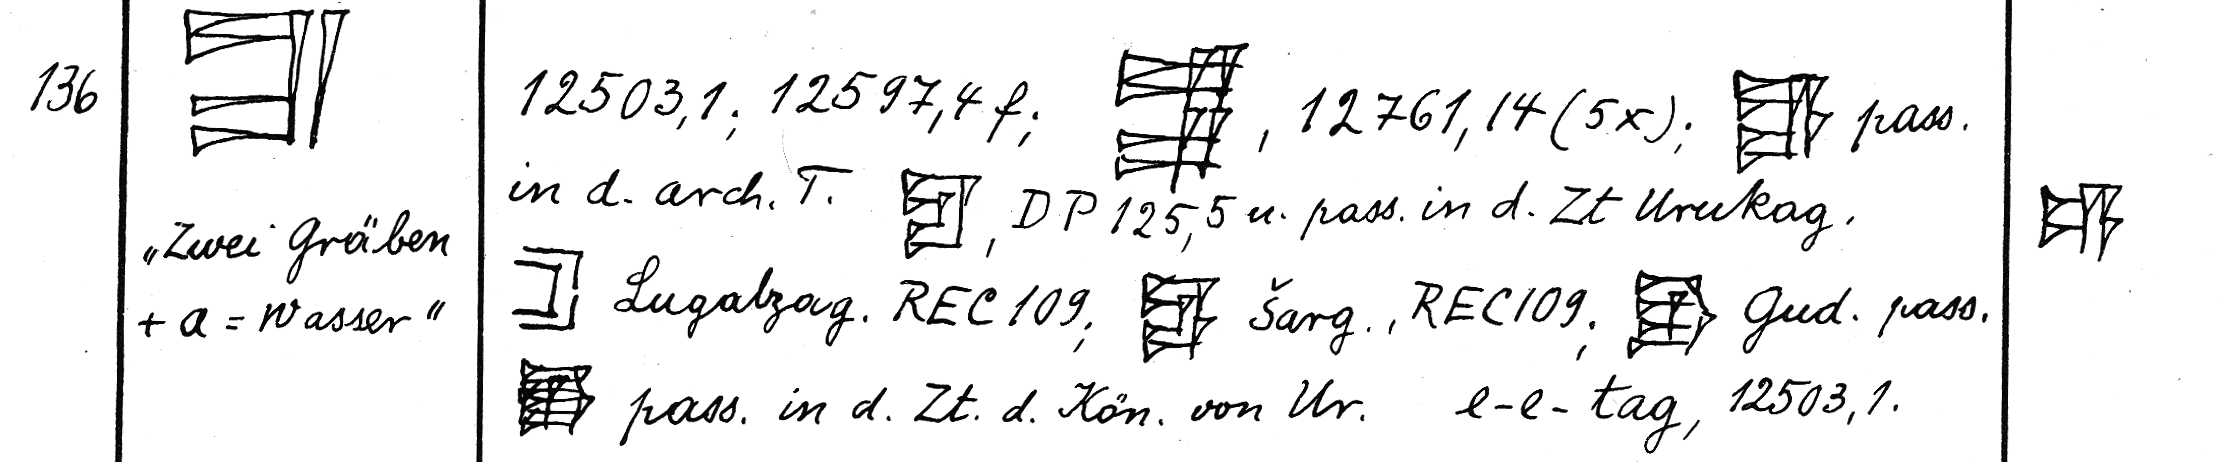 136
„Zwei Gräben
+ a = Wasser“
12503,1; 12597,4 f; , 12761,14 (5x); pass.
in d. arch. T. , DP 125,5 u. pass. in d. Zt Urukag.
Lugalzag. REC 109; Šarg., REC 109; Gud. pass.
pass. in d. Zt. d. Kön. von Ur. e-e-tag, 12503,1.